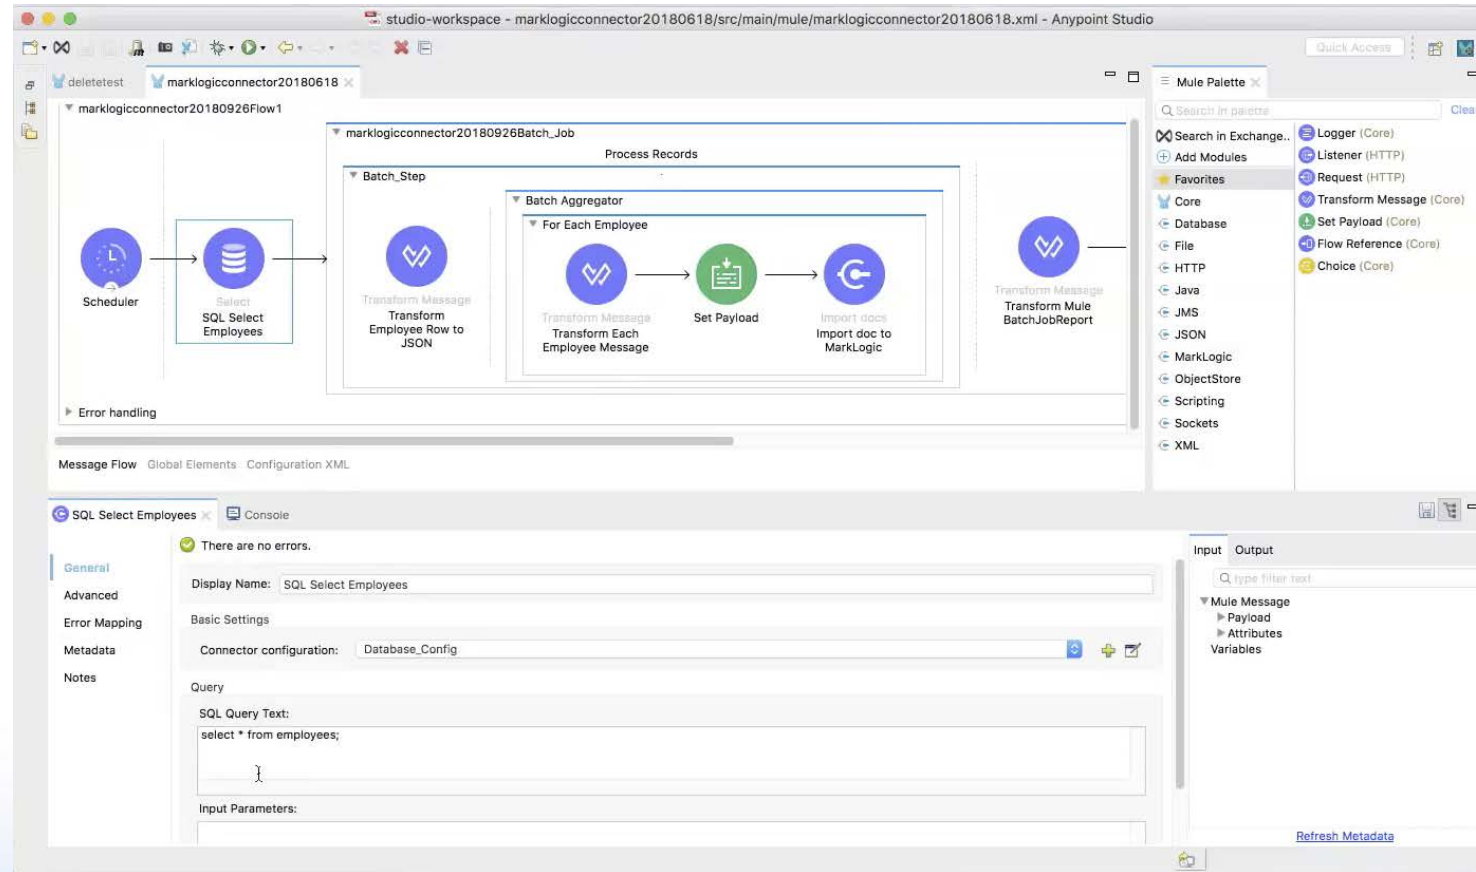 studio-workspace - marklogicconnector20180618/src/main/mule/marklogicconnector20180618.xml - Anypoint Studio
Quick Access
deletetest
marklogicconnector20180618
marklogicconnector20180926Flow1
marklogicconnector20180926Batch_Job
Process Records
Batch_Step
Batch Aggregator
For Each Employee
Scheduler
Select
SQL Select
Employees
Transform Message
Transform
Employee Row to
JSON
Transform Message
Transform Each
Employee Message
Set Payload
Import docs
Import doc to
MarkLogic
Transform Message
Transform Mule
BatchJobReport
Error handling
Message Flow Global Elements Configuration XML
Mule Palette
Search in palette
Clea
Search in Exchange..
Add Modules
Favorites
Core
Database
File
HTTP
Java
JMS
JSON
MarkLogic
ObjectStore
Scripting
Sockets
XML
Logger (Core)
Listener (HTTP)
Request (HTTP)
Transform Message (Core)
Set Payload (Core)
Flow Reference (Core)
Choice (Core)
SQL Select Employees
Console
There are no errors.
General
Advanced
Error Mapping
Metadata
Notes
Display Name: SQL Select Employees
Basic Settings
Connector configuration: Database_Config
Query
SQL Query Text:
select * from employees;
Input Parameters:
Input Output
type filter text
Mule Message
Payload
Attributes
Variables
Refresh Metadata